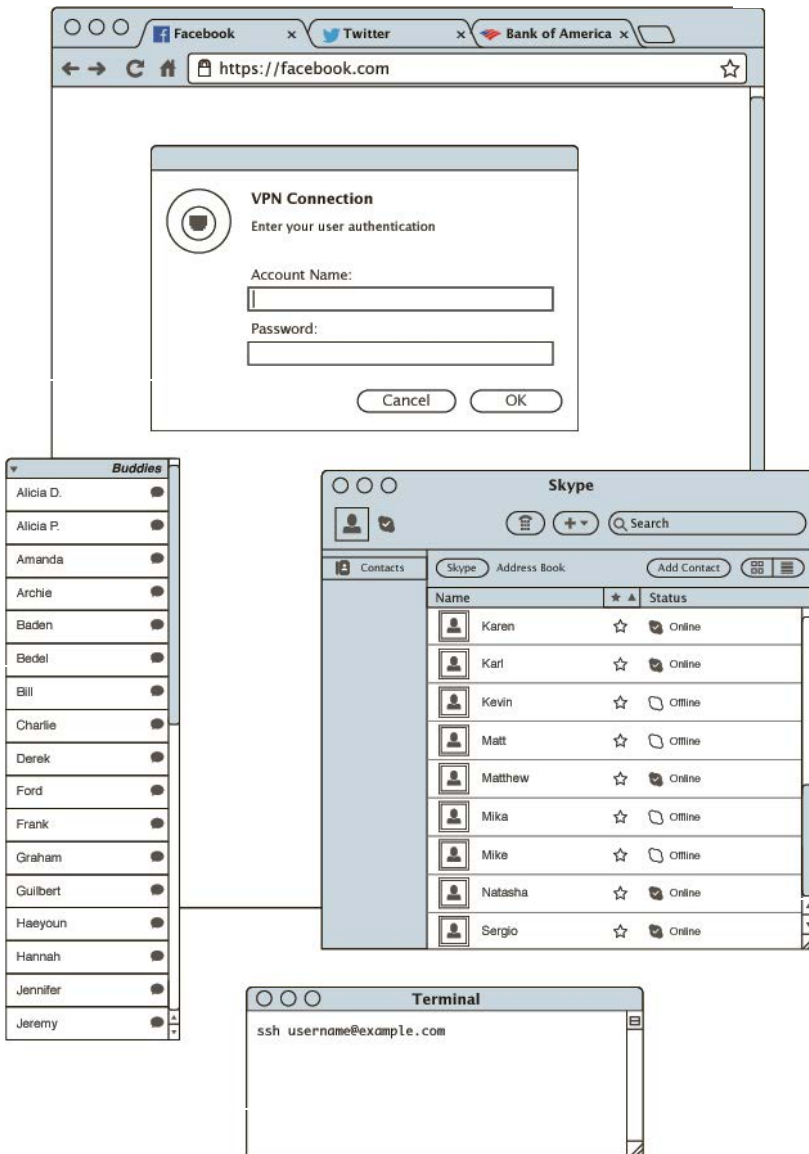 Facebook x Twitter x Bank of America x
https://facebook.com
VPN Connection
Enter your user authentication
Account Name:
Password:
Cancel OK
Buddies
Alicia D.
Alicia P.
Amanda
Archie
Baden
Bedel
Bill
Charlie
Derek
Ford
Frank
Graham
Guilbert
Haeyoun
Hannah
Jennifer
Jeremy
Skype
Search
Contacts
Skype Address Book Add Contact
Name Status
Karen Online
Karl Online
Kevin Offline
Matt Offline
Matthew Online
Mika Offline
Mike Offline
Natasha Online
Sergio Online
Terminal
ssh username@example.com